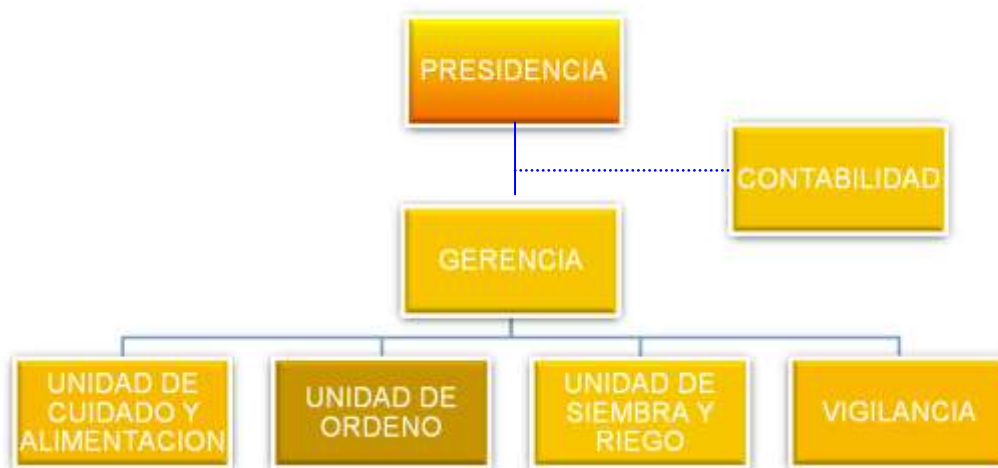 PRESIDENCIA
CONTABILIDAD
GERENCIA
UNIDAD DE
CUIDADO Y
ALIMENTACION
UNIDAD DE
ORDENO
UNIDAD DE
SIEMBRA Y
RIEGO
VIGILANCIA